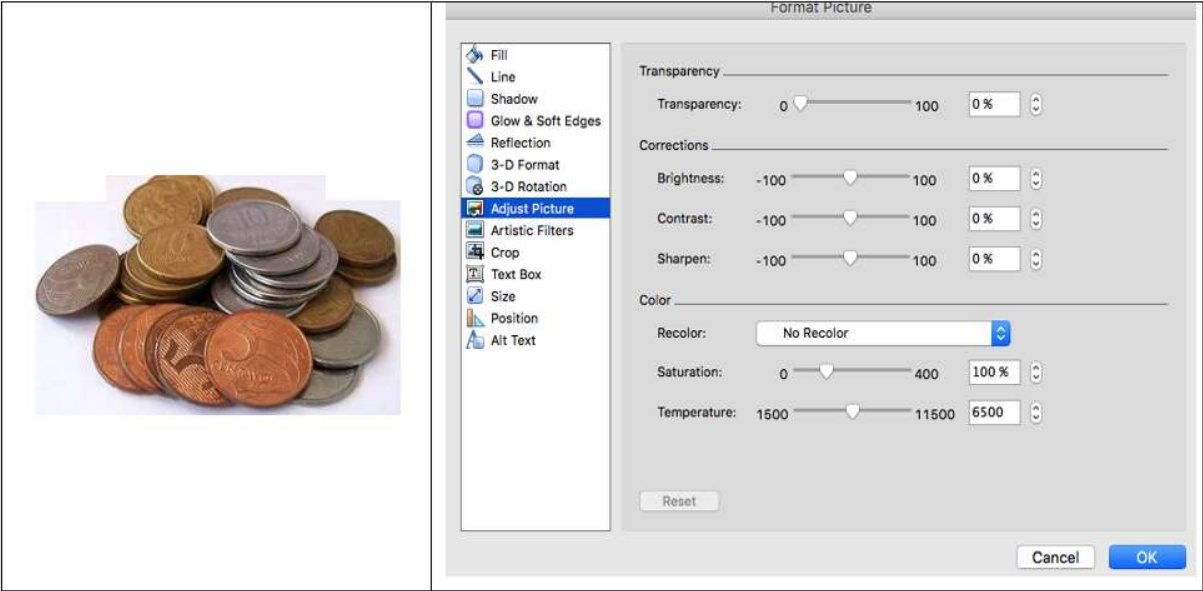 Format Picture
Fill
Line
Shadow
Glow & Soft Edges
Reflection
3-D Format
3-D Rotation
Adjust Picture
Artistic Filters
Crop
Text Box
Size
Position
Alt Text
Transparency
Transparency: 0 100 0 %
Corrections
Brightness: -100 100 0 %
Contrast: -100 100 0 %
Sharpen: -100 100 0 %
Color
Recolor: No Recolor
Saturation: 0 400 100 %
Temperature: 1500 11500 6500
Reset
Cancel OK
10
10
5